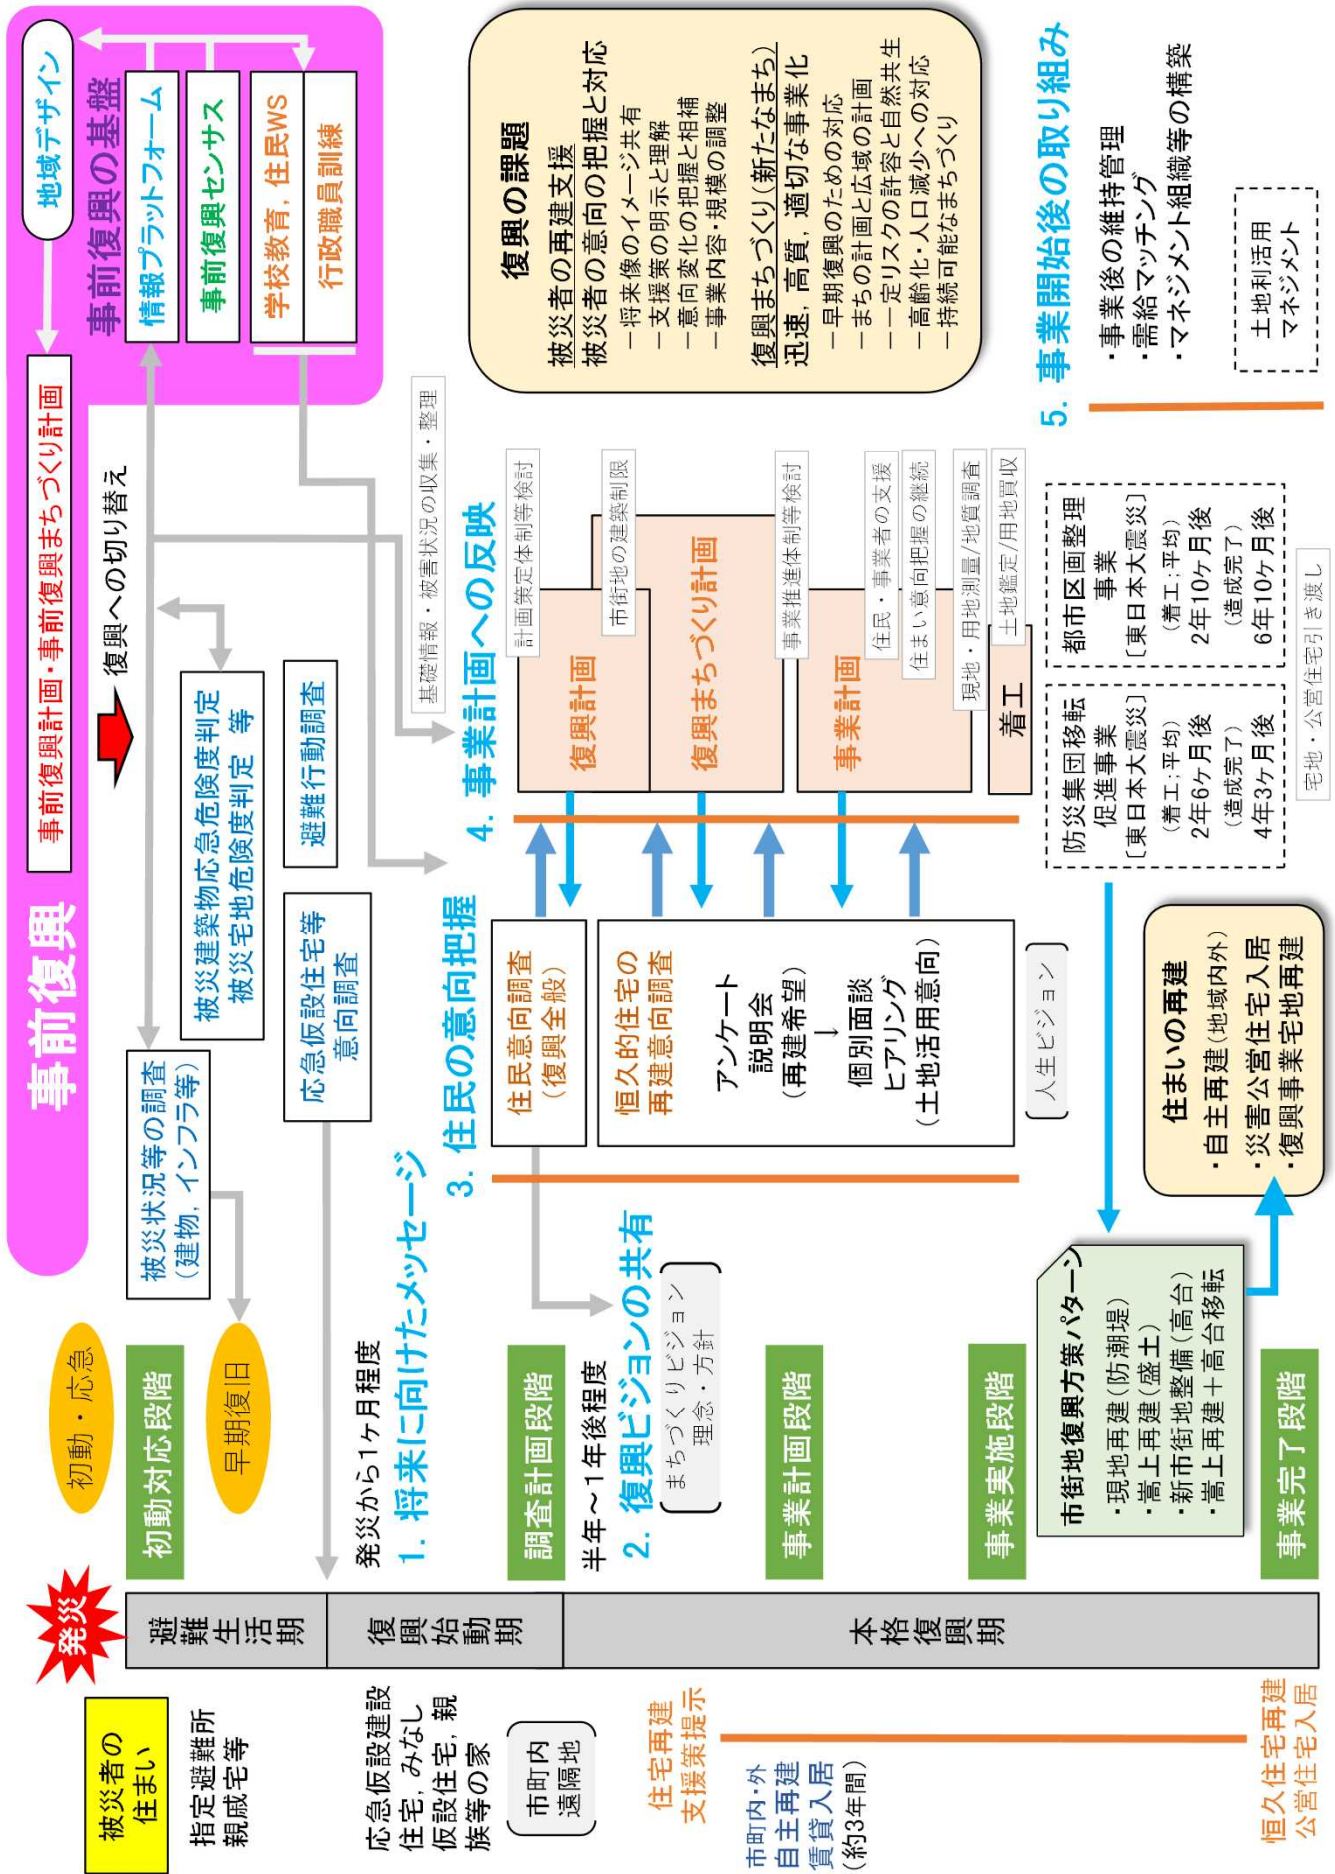 事前復興
事前復興計画・事前復興まちづくり計画
地域デザイン
事前復興の基盤
情報プラットフォーム
事前復興センサス
学校教育，住民WS
行政職員訓練
復興への切り替え
発災
初動・応急
初動対応段階
早期復旧
被災状況等の調査
（建物，インフラ等）
被災建築物応急危険度判定
被災宅地危険度判定 等
応急仮設住宅等
意向調査
避難行動調査
基礎情報・被害状況の収集・整理
被災者の
住まい
指定避難所
親戚宅等
応急仮設建設
住宅，みなし
仮設住宅，親
族等の家
市町内
遠隔地
住宅再建
支援策提示
市町内・外
自主再建
賃貸入居
（約3年間）
恒久住宅再建
公営住宅入居
避難生活期
復興始動期
本格復興期
発災から1ヶ月程度
1. 将来に向けたメッセージ
調査計画段階
半年～1年後程度
2. 復興ビジョンの共有
まちづくりビジョン
理念・方針
事業計画段階
事業実施段階
市街地復興方策パターン
・現地再建（防潮堤）
・嵩上再建（盛土）
・新市街地整備（高台）
・嵩上再建＋高台移転
事業完了段階
3. 住民の意向把握
住民意向調査
（復興全般）
恒久的住宅の
再建意向調査
アンケート
説明会
（再建希望）
↓
個別面談
ヒアリング
（土地活用意向）
人生ビジョン
住まいの再建
・自主再建（地域内外）
・災害公営住宅入居
・復興事業宅地再建
4. 事業計画への反映
復興計画
計画策定体制等検討
市街地の建築制限
復興まちづくり計画
事業推進体制等検討
事業計画
住民・事業者の支援
住まい意向把握の継続
現地・用地測量/地質調査
着工
土地鑑定/用地買収
防災集団移転
促進事業
［東日本大震災］
（着工：平均）
2年6ヶ月後
（造成完了）
4年3ヶ月後
都市区画整理
事業
［東日本大震災］
（着工：平均）
2年10ヶ月後
（造成完了）
6年10ヶ月後
宅地・公営住宅引き渡し
復興の課題
被災者の再建支援
被災者の意向の把握と対応
－将来像のイメージ共有
－支援策の明示と理解
－意向変化の把握と相補
－事業内容・規模の調整
復興まちづくり（新たなまち）
迅速，高質，適切な事業化
－早期復興のための対応
－まちの計画と広域の計画
－一定リスクの許容と自然共生
－高齢化・人口減少への対応
－持続可能なまちづくり
5. 事業開始後の取り組み
・事業後の維持管理
・需給マッチング
・マネジメント組織等の構築
土地利活用
マネジメント